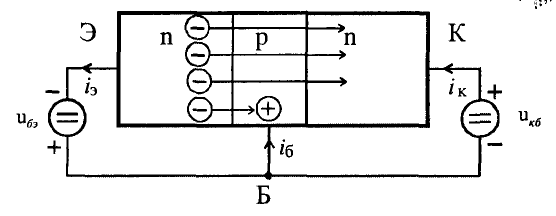 Э n p n К
− +
iэ iк
uбэ = = uкб
+ −
iб
Б